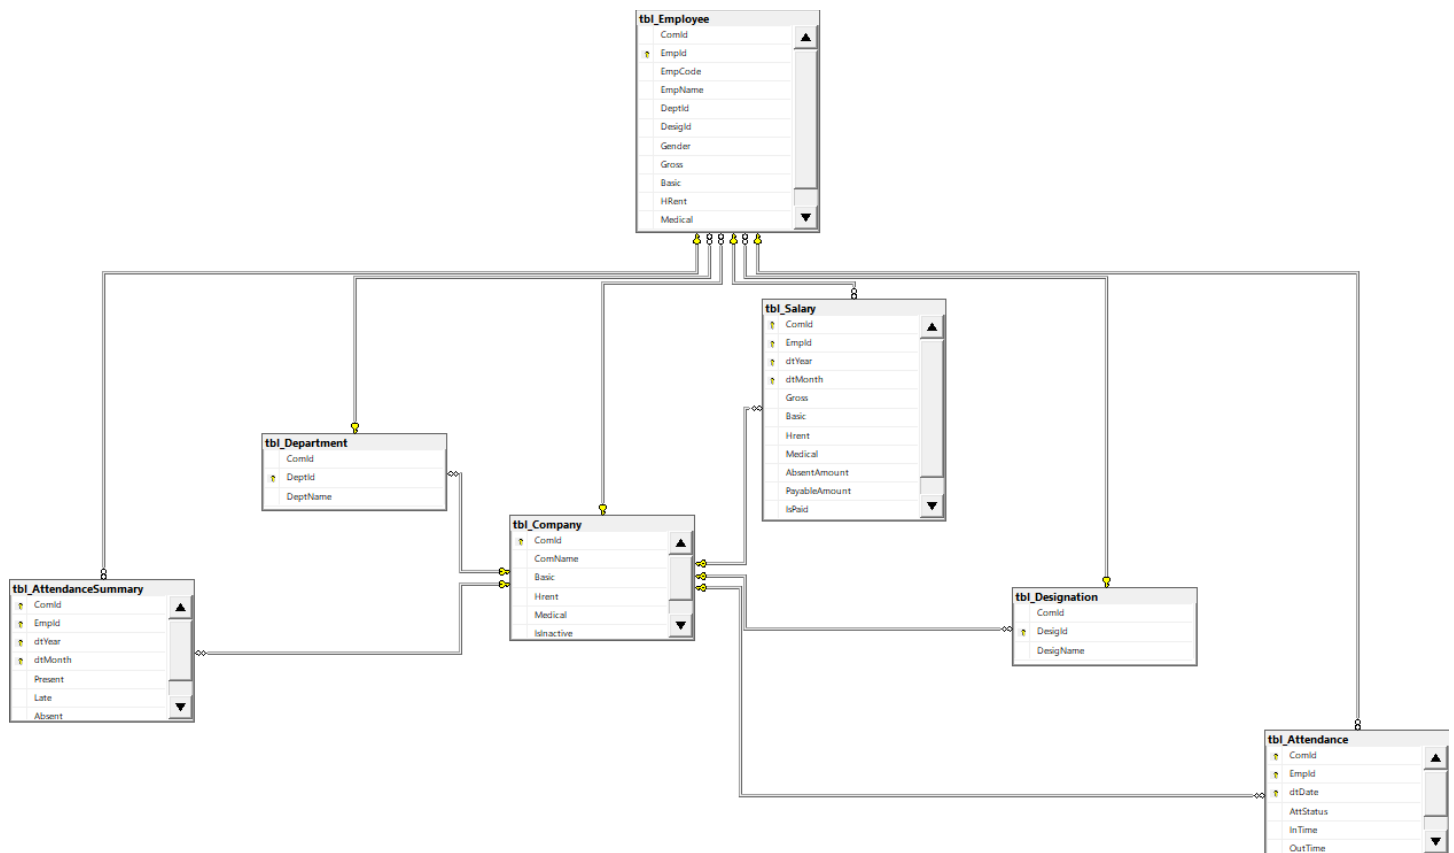 tbl_Employee
ComId
EmpId
EmpCode
EmpName
DeptId
DesigId
Gender
Gross
Basic
HRent
Medical
tbl_Salary
ComId
EmpId
dtYear
dtMonth
Gross
Basic
Hrent
Medical
AbsentAmount
PayableAmount
IsPaid
tbl_Department
ComId
DeptId
DeptName
tbl_Company
ComId
ComName
Basic
Hrent
Medical
IsInactive
tbl_AttendanceSummary
ComId
EmpId
dtYear
dtMonth
Present
Late
Absent
tbl_Designation
ComId
DesigId
DesigName
tbl_Attendance
ComId
EmpId
dtDate
AttStatus
InTime
OutTime